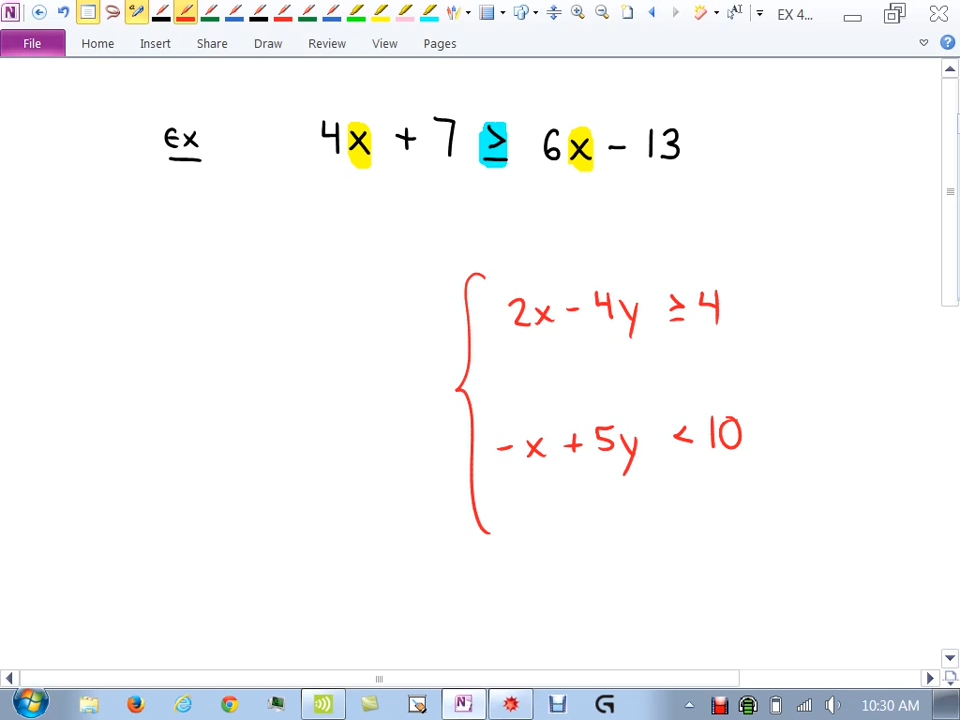 EX 4...
File Home Insert Share Draw Review View Pages
Ex 4x + 7 ≥ 6x - 13
2x - 4y ≥ 4
-x + 5y < 10
10:30 AM